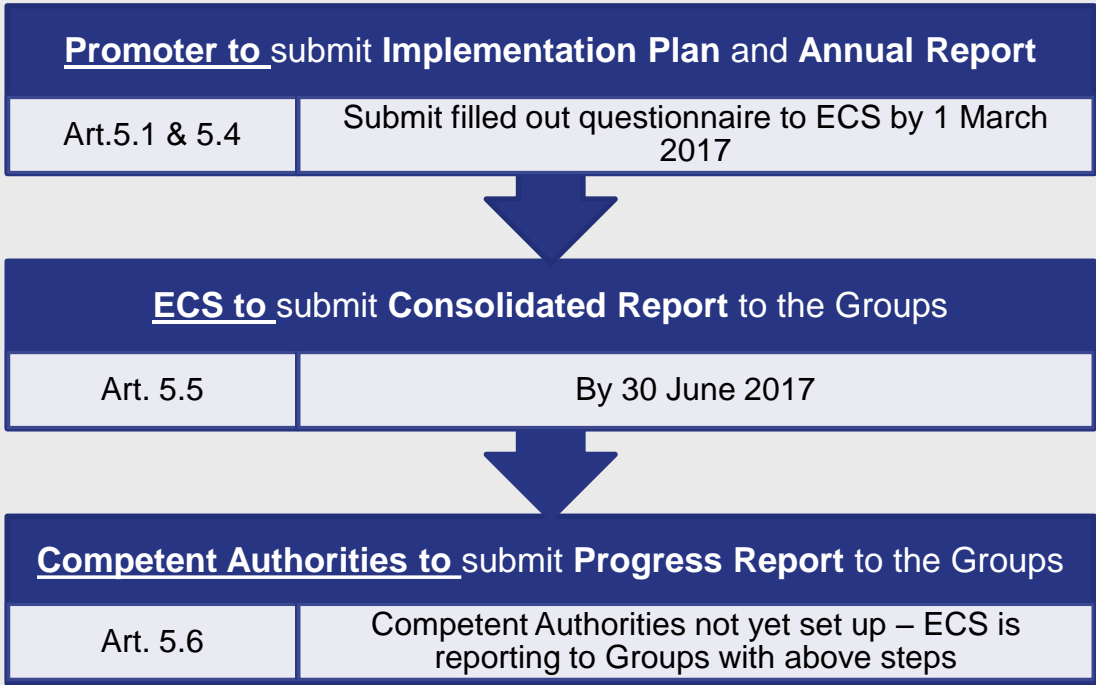 Promoter to submit Implementation Plan and Annual Report
Art.5.1 & 5.4
Submit filled out questionnaire to ECS by 1 March
2017
ECS to submit Consolidated Report to the Groups
Art. 5.5
By 30 June 2017
Competent Authorities to submit Progress Report to the Groups
Art. 5.6
Competent Authorities not yet set up – ECS is
reporting to Groups with above steps